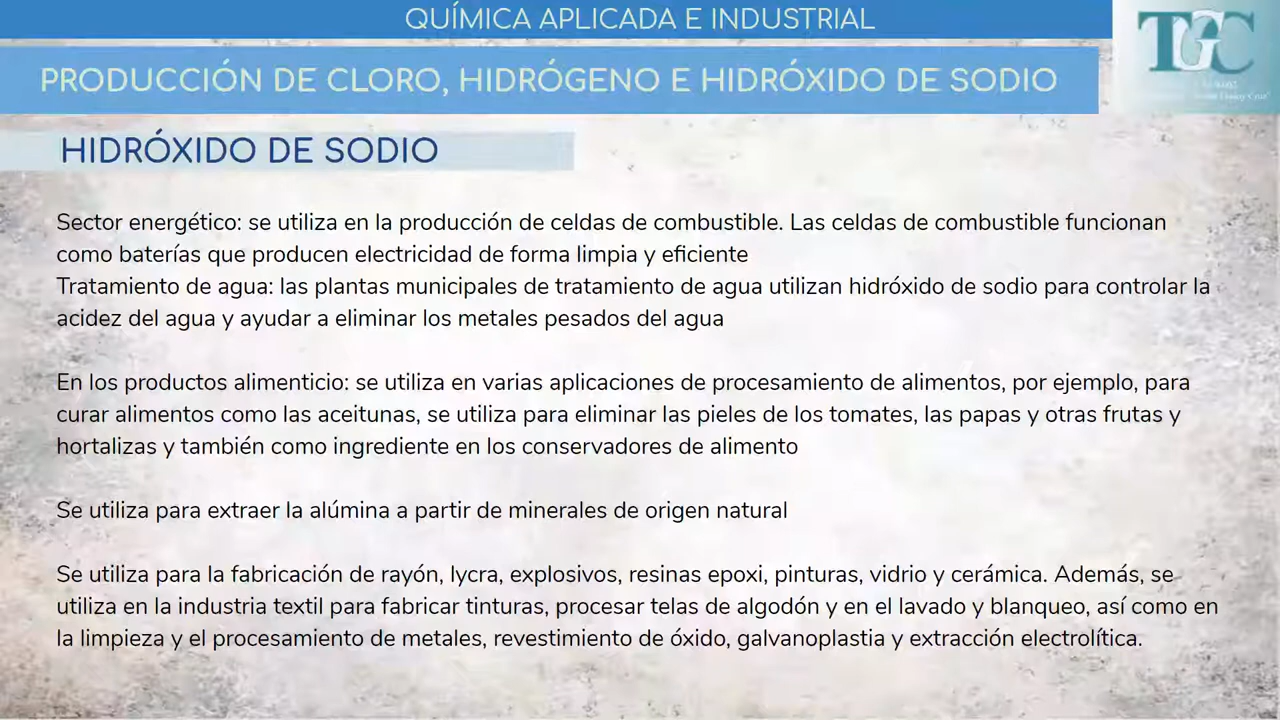 QUÍMICA APLICADA E INDUSTRIAL
TGC
PRODUCCIÓN DE CLORO, HIDRÓGENO E HIDRÓXIDO DE SODIO
HIDRÓXIDO DE SODIO
Sector energético: se utiliza en la producción de celdas de combustible. Las celdas de combustible funcionan
como baterías que producen electricidad de forma limpia y eficiente
Tratamiento de agua: las plantas municipales de tratamiento de agua utilizan hidróxido de sodio para controlar la
acidez del agua y ayudar a eliminar los metales pesados del agua
En los productos alimenticio: se utiliza en varias aplicaciones de procesamiento de alimentos, por ejemplo, para
curar alimentos como las aceitunas, se utiliza para eliminar las pieles de los tomates, las papas y otras frutas y
hortalizas y también como ingrediente en los conservadores de alimento
Se utiliza para extraer la alúmina a partir de minerales de origen natural
Se utiliza para la fabricación de rayón, lycra, explosivos, resinas epoxi, pinturas, vidrio y cerámica. Además, se
utiliza en la industria textil para fabricar tinturas, procesar telas de algodón y en el lavado y blanqueo, así como en
la limpieza y el procesamiento de metales, revestimiento de óxido, galvanoplastia y extracción electrolítica.